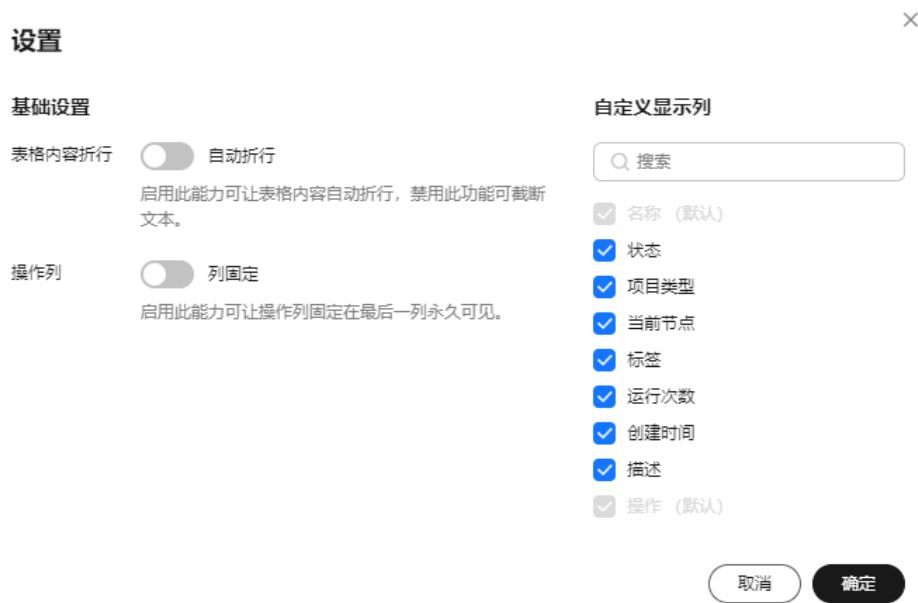 设置
基础设置
表格内容折行
自动折行
启用此能力可让表格内容自动折行，禁用此功能可截断
文本。
操作列
列固定
启用此能力可让操作列固定在最后一列永久可见。
自定义显示列
搜索
名称（默认）
状态
项目类型
当前节点
标签
运行次数
创建时间
描述
操作（默认）
取消
确定